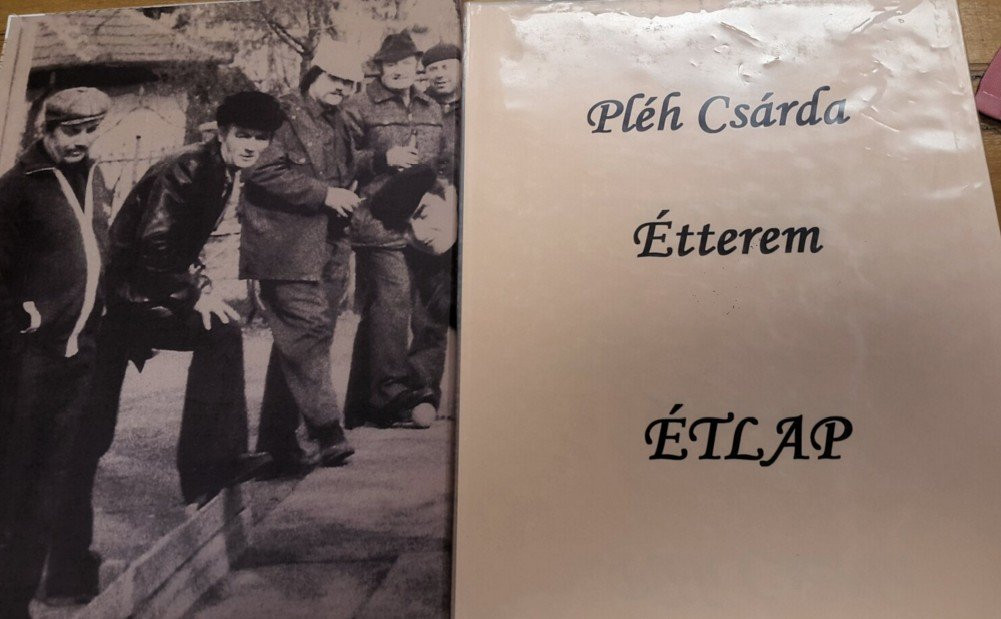 Pléh Csárda
Étterem
ÉTLAP